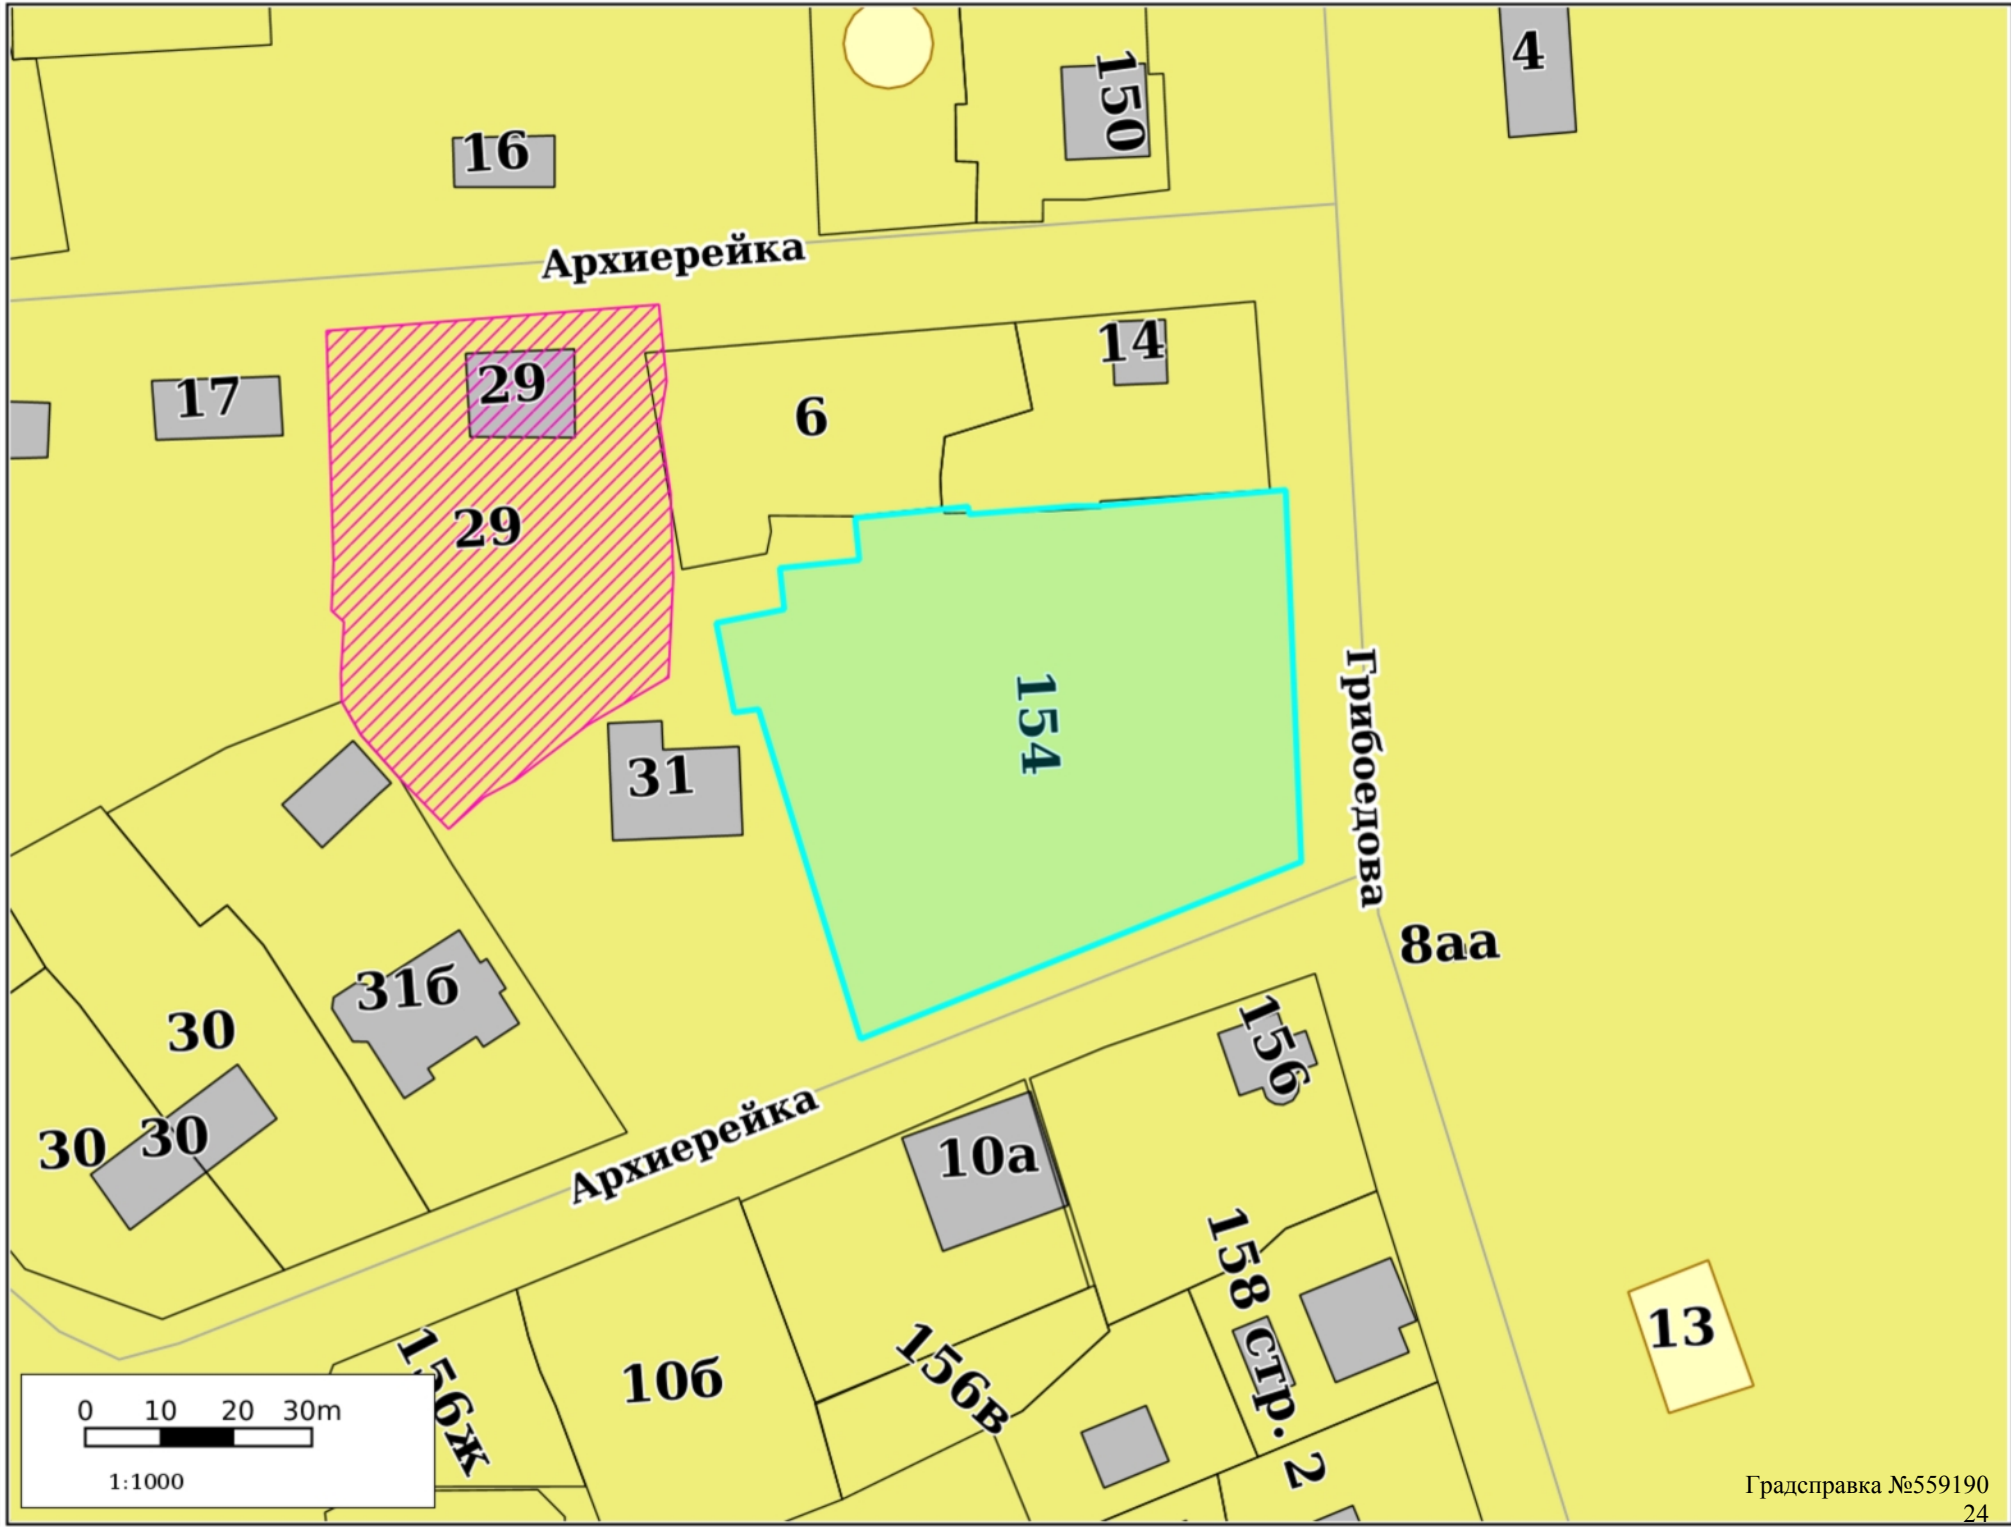 4
150
16
Архиерейка
14
29
17
6
29
154
31
Грибоедова
8аа
31б
30
156
30
30
10а
Архиерейка
158 стр. 2
13
156в
10б
156ж
0 10 20 30m
1:1000
Градсправка №559190
24